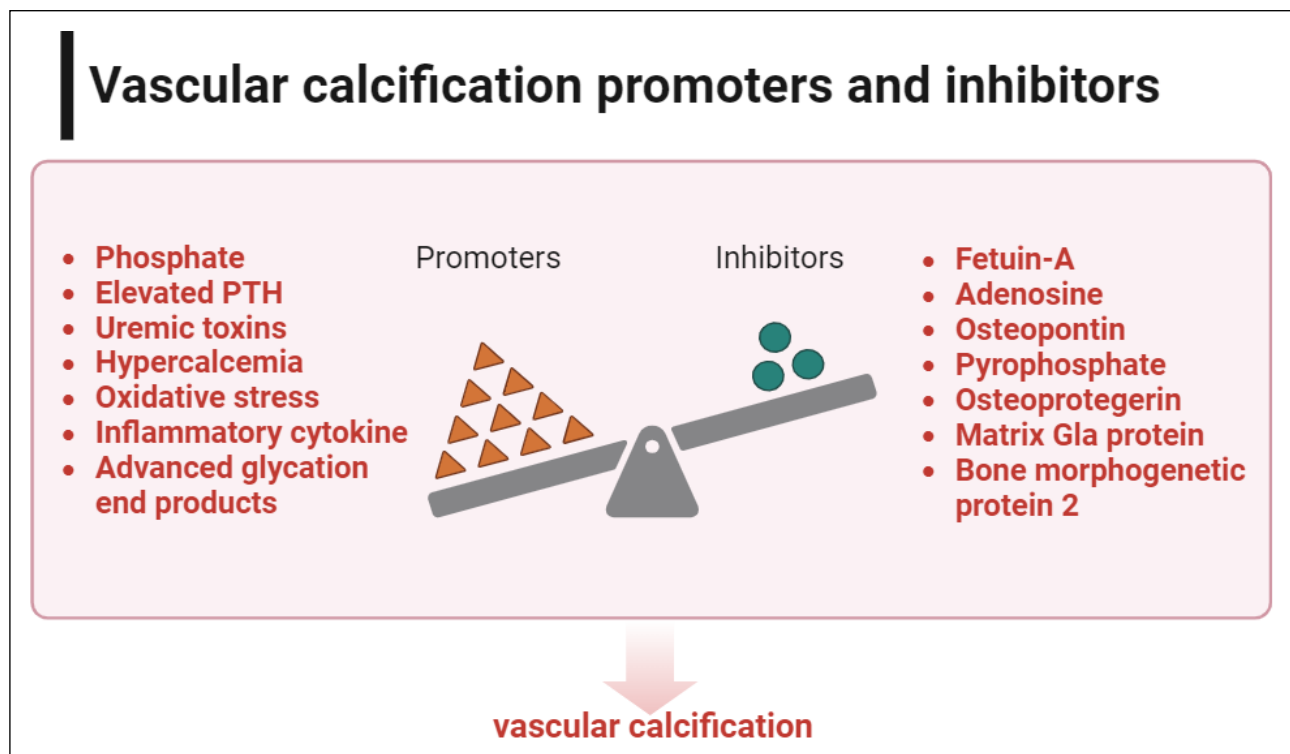 Vascular calcification promoters and inhibitors
• Phosphate
• Elevated PTH
• Uremic toxins
• Hypercalcemia
• Oxidative stress
• Inflammatory cytokine
• Advanced glycation
end products
Promoters
Inhibitors
• Fetuin-A
• Adenosine
• Osteopontin
• Pyrophosphate
• Osteoprotegerin
• Matrix Gla protein
• Bone morphogenetic
protein 2
vascular calcification